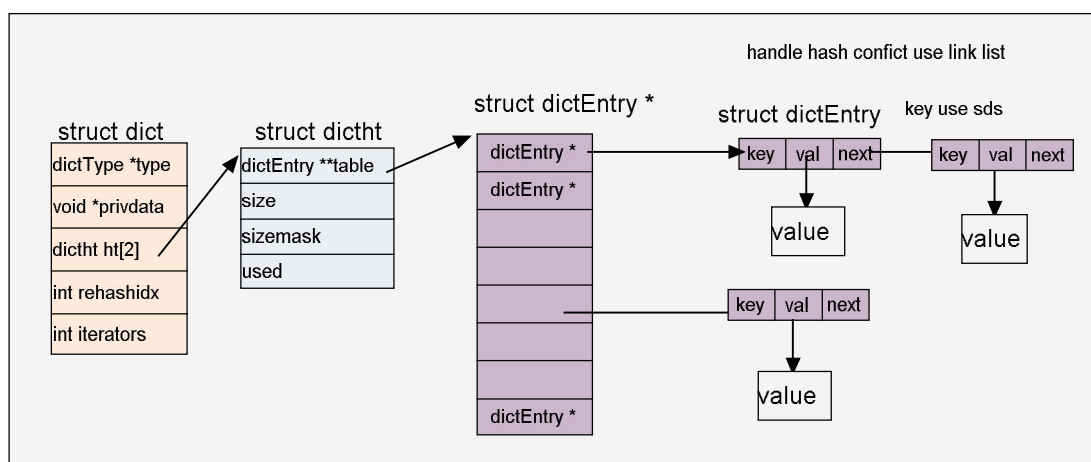 handle hash confict use link list
struct dictEntry *
struct dictEntry
key use sds
struct dict
struct dictht
dictType *type
void *privdata
dictht ht[2]
int rehashidx
int iterators
dictEntry **table
size
sizemask
used
dictEntry *
dictEntry *
dictEntry *
key val next
value
key val next
value
key val next
value